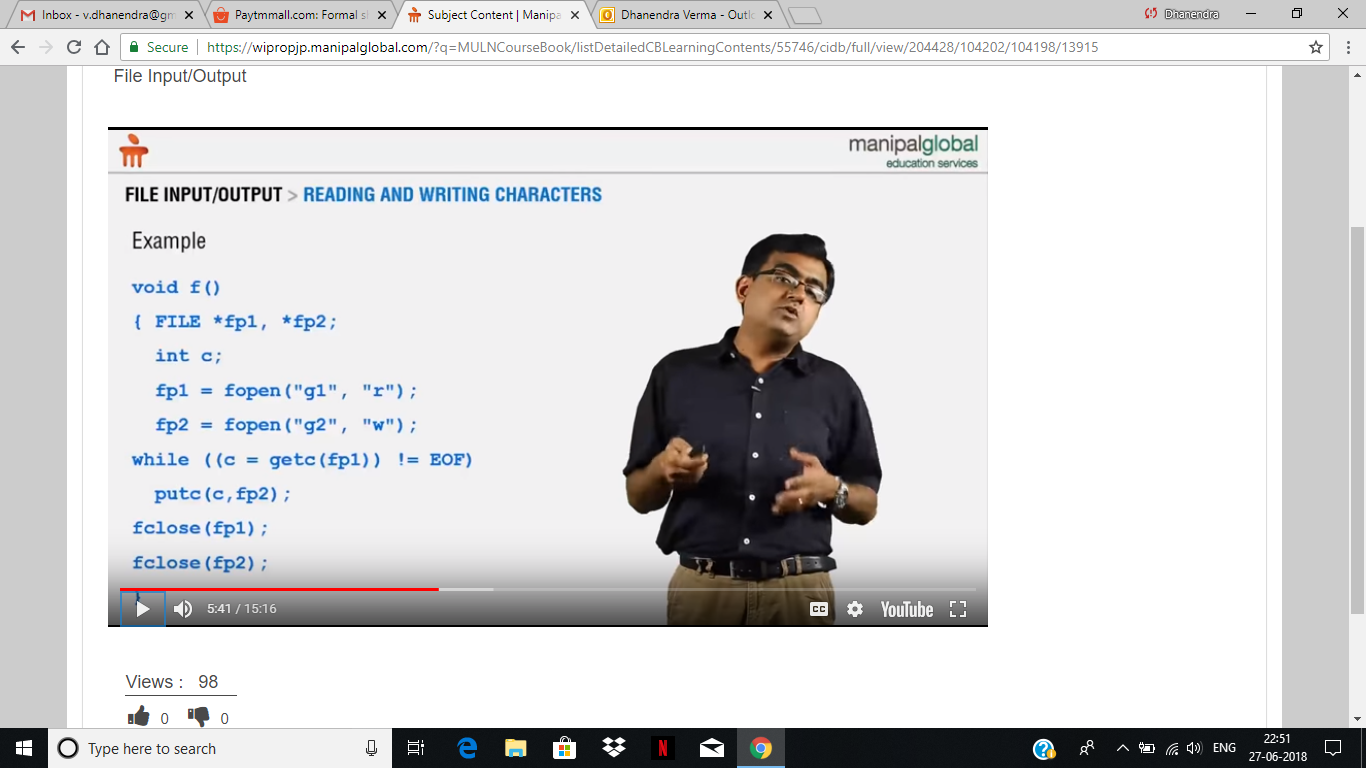 Inbox - v.dhanendra@gm
Paytmmall.com: Formal sh
Subject Content | Manipa
Dhanendra Verma - Outlo
Dhanendra
Secure
https://wipropjp.manipalglobal.com/?q=MULNCourseBook/listDetailedCBLearningContents/55746/cidb/full/view/204428/104202/104198/13915
File Input/Output
manipalglobal
education services
FILE INPUT/OUTPUT > READING AND WRITING CHARACTERS
Example
void f()
{ FILE *fp1, *fp2;
int c;
fp1 = fopen("g1", "r");
fp2 = fopen("g2", "w");
while ((c = getc(fp1)) != EOF)
putc(c,fp2);
fclose(fp1);
fclose(fp2);
5:41 / 15:16
CC
YouTube
Views : 98
0 0
Type here to search
N
ENG
22:51
27-06-2018